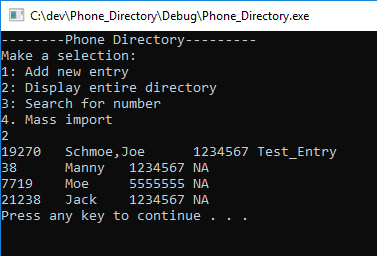 C:\dev\Phone_Directory\Debug\Phone_Directory.exe
--------Phone Directory---------
Make a selection:
1: Add new entry
2: Display entire directory
3: Search for number
4. Mass import
2
19270   Schmoe,Joe      1234567 Test_Entry
38      Manny   1234567 NA
7719    Moe     5555555 NA
21238   Jack    1234567 NA
Press any key to continue . . .